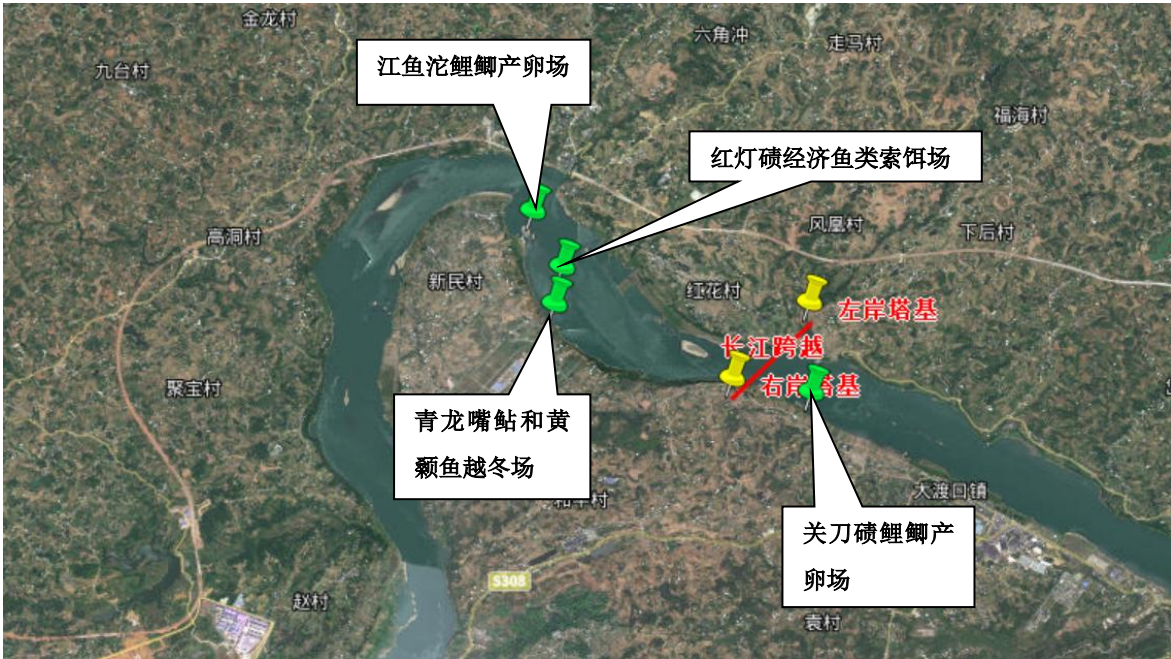 金龙村
六角冲
走马村
九台村
江鱼沱鲤鲫产卵场
福海村
红灯碛经济鱼类索饵场
凤凰村
下后村
高洞村
新民村
红花村
左岸塔基
长江跨越
右岸塔基
聚宝村
青龙嘴鲇和黄
颡鱼越冬场
大渡口镇
和丰村
关刀碛鲤鲫产
卵场
S308
赵村
袁村